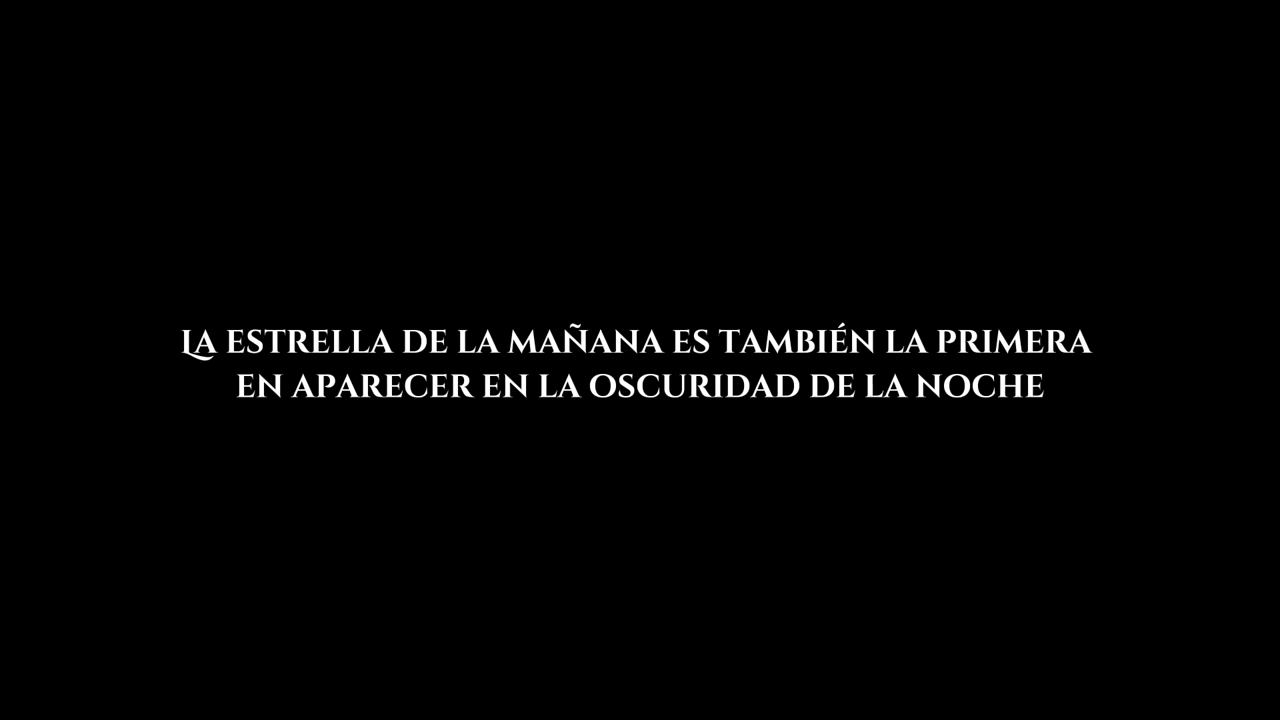 La estrella de la mañana es también la primera
en aparecer en la oscuridad de la noche